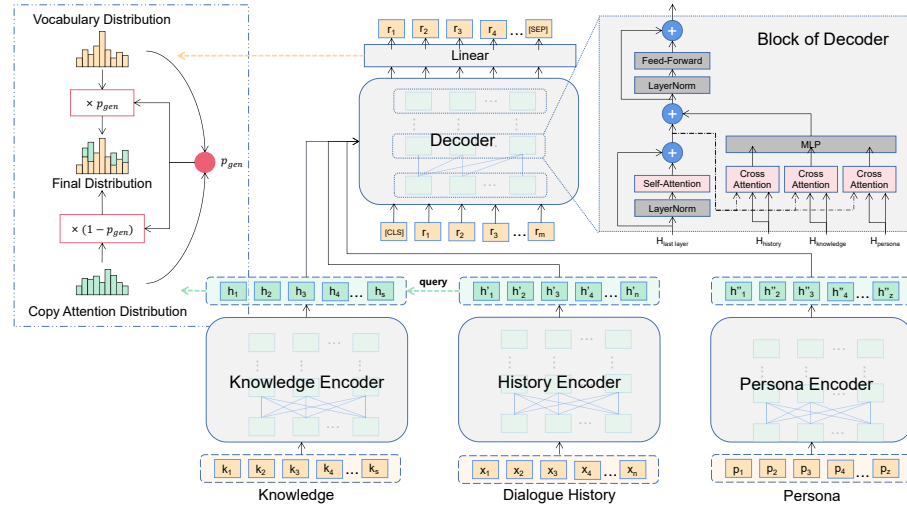 Vocabulary Distribution
× p_gen
Final Distribution
× (1 − p_gen)
Copy Attention Distribution
p_gen
r₁ r₂ r₃ r₄ ... [SEP]
Linear
Decoder
[CLS] r₁ r₂ r₃ ... rₘ
Block of Decoder
Feed-Forward
LayerNorm
MLP
Self-Attention
Cross Attention
Cross Attention
Cross Attention
LayerNorm
H_last layer
H_history
H_knowledge
H_persona
h₁ h₂ h₃ h₄ ... hₛ
query
h'₁ h'₂ h'₃ h'₄ ... h'ₙ
h"₁ h"₂ h"₃ h"₄ ... h"_z
Knowledge Encoder
History Encoder
Persona Encoder
k₁ k₂ k₃ k₄ ... kₛ
x₁ x₂ x₃ x₄ ... xₙ
p₁ p₂ p₃ p₄ ... p_z
Knowledge
Dialogue History
Persona